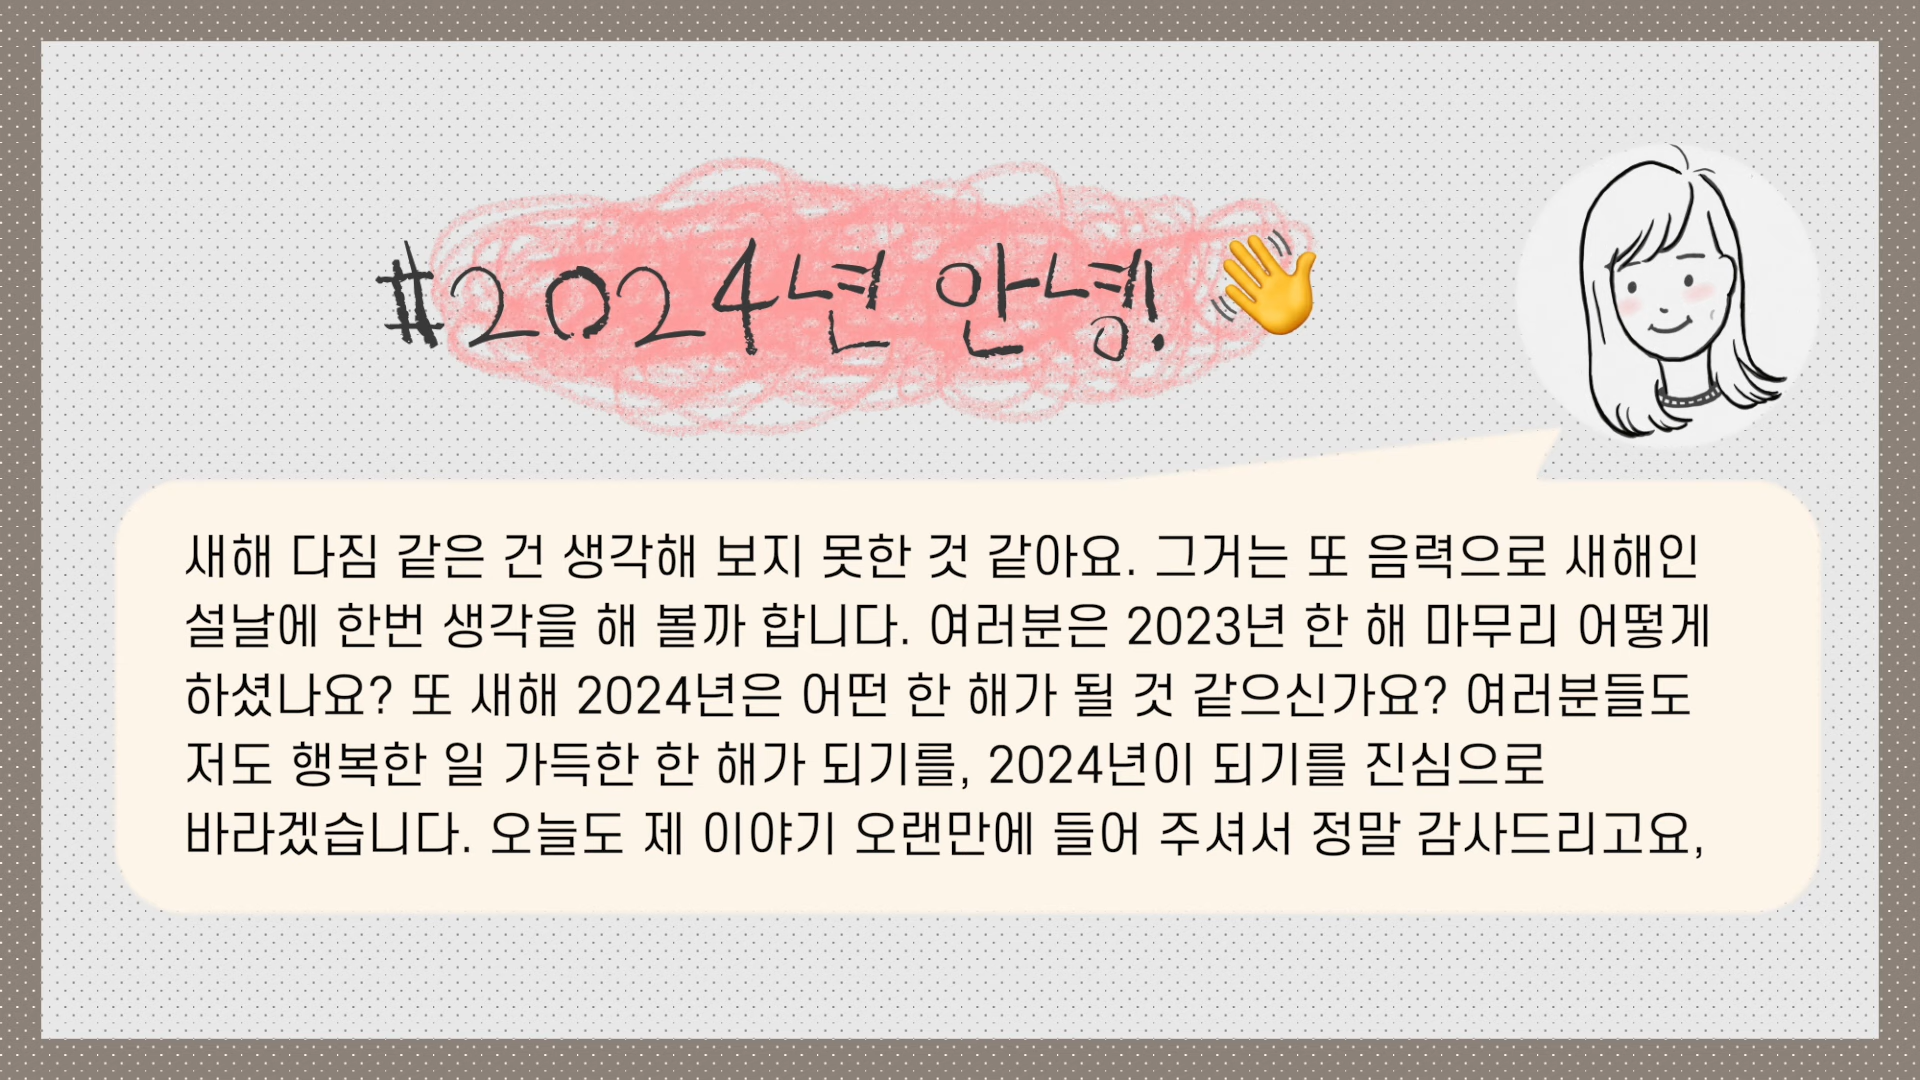 #2024년 안녕!
새해 다짐 같은 건 생각해 보지 못한 것 같아요. 그거는 또 음력으로 새해인
설날에 한번 생각을 해 볼까 합니다. 여러분은 2023년 한 해 마무리 어떻게
하셨나요? 또 새해 2024년은 어떤 한 해가 될 것 같으신가요? 여러분들도
저도 행복한 일 가득한 한 해가 되기를, 2024년이 되기를 진심으로
바라겠습니다. 오늘도 제 이야기 오랜만에 들어 주셔서 정말 감사드리고요,